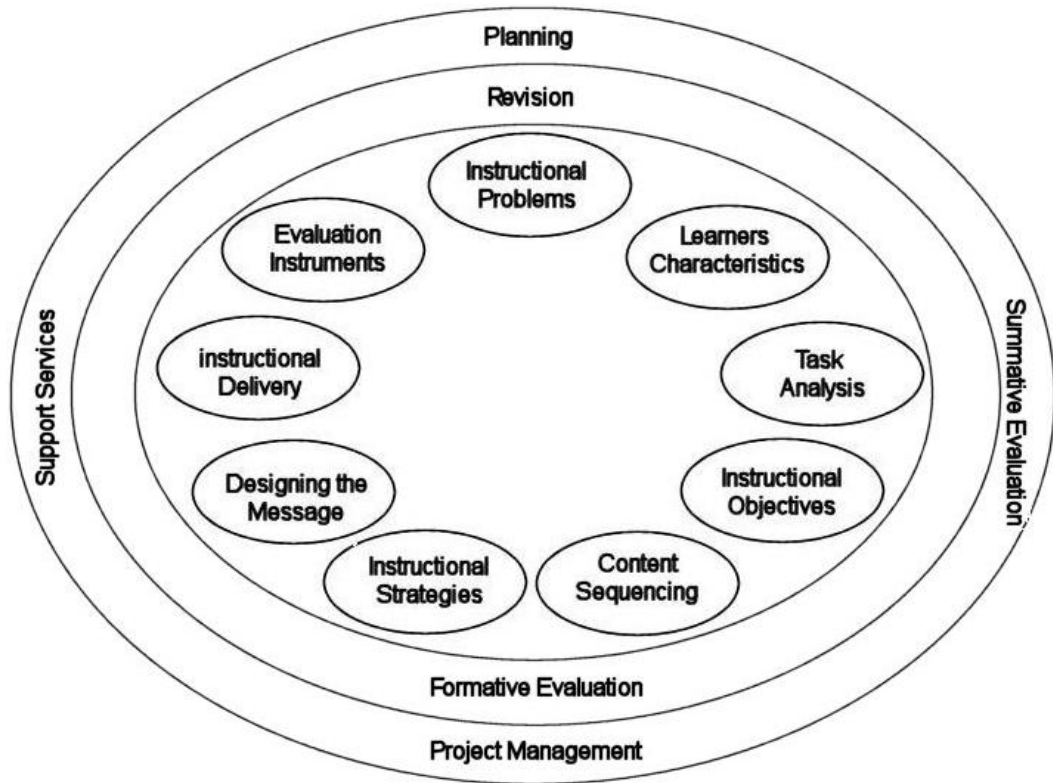 Planning
Revision
Instructional
Problems
Evaluation
Instruments
Learners
Characteristics
instructional
Delivery
Task
Analysis
Support Services
Summative Evaluation
Designing the
Message
Instructional
Objectives
Instructional
Strategies
Content
Sequencing
Formative Evaluation
Project Management